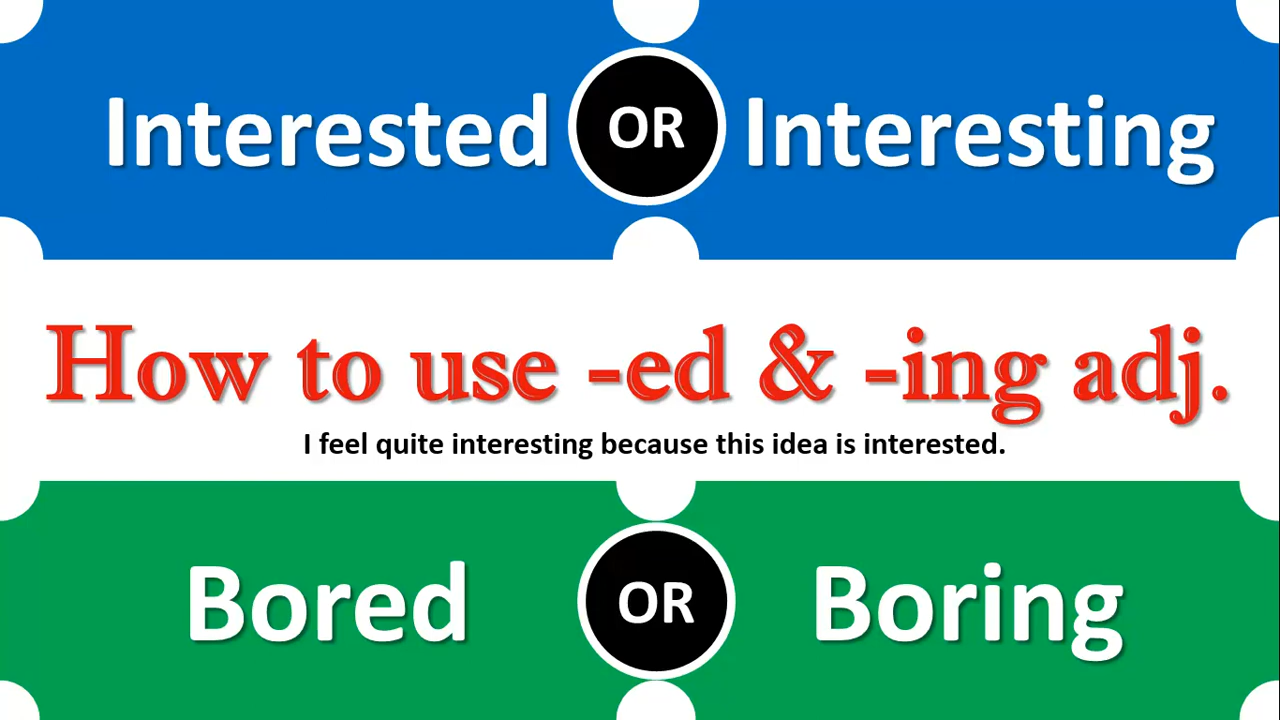 Interested OR Interesting
How to use -ed & -ing adj.
I feel quite interesting because this idea is interested.
Bored OR Boring